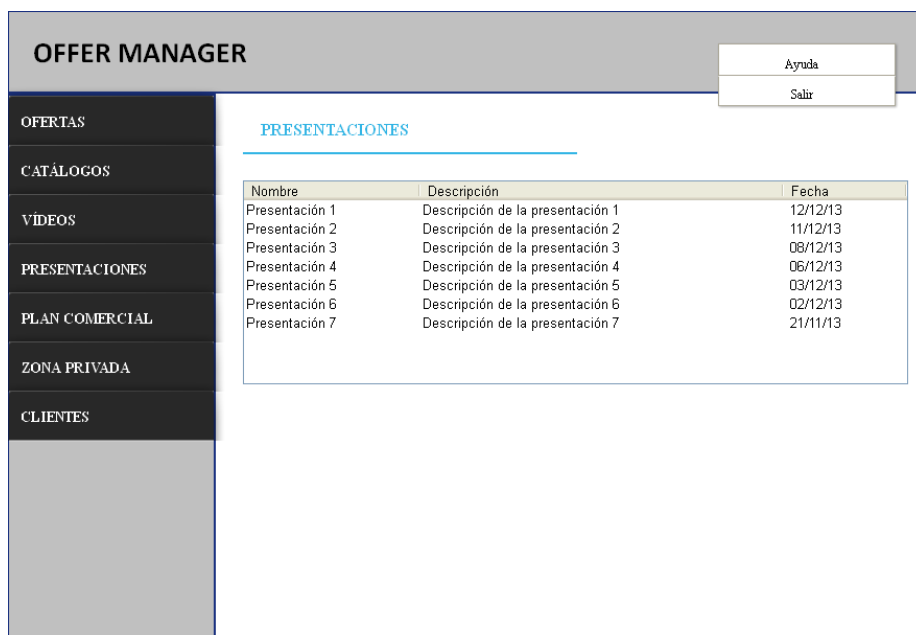 OFFER MANAGER
Ayuda
Salir
OFERTAS
CATÁLOGOS
VÍDEOS
PRESENTACIONES
PLAN COMERCIAL
ZONA PRIVADA
CLIENTES
PRESENTACIONES
Nombre Descripción Fecha
Presentación 1 Descripción de la presentación 1 12/12/13
Presentación 2 Descripción de la presentación 2 11/12/13
Presentación 3 Descripción de la presentación 3 08/12/13
Presentación 4 Descripción de la presentación 4 06/12/13
Presentación 5 Descripción de la presentación 5 03/12/13
Presentación 6 Descripción de la presentación 6 02/12/13
Presentación 7 Descripción de la presentación 7 21/11/13